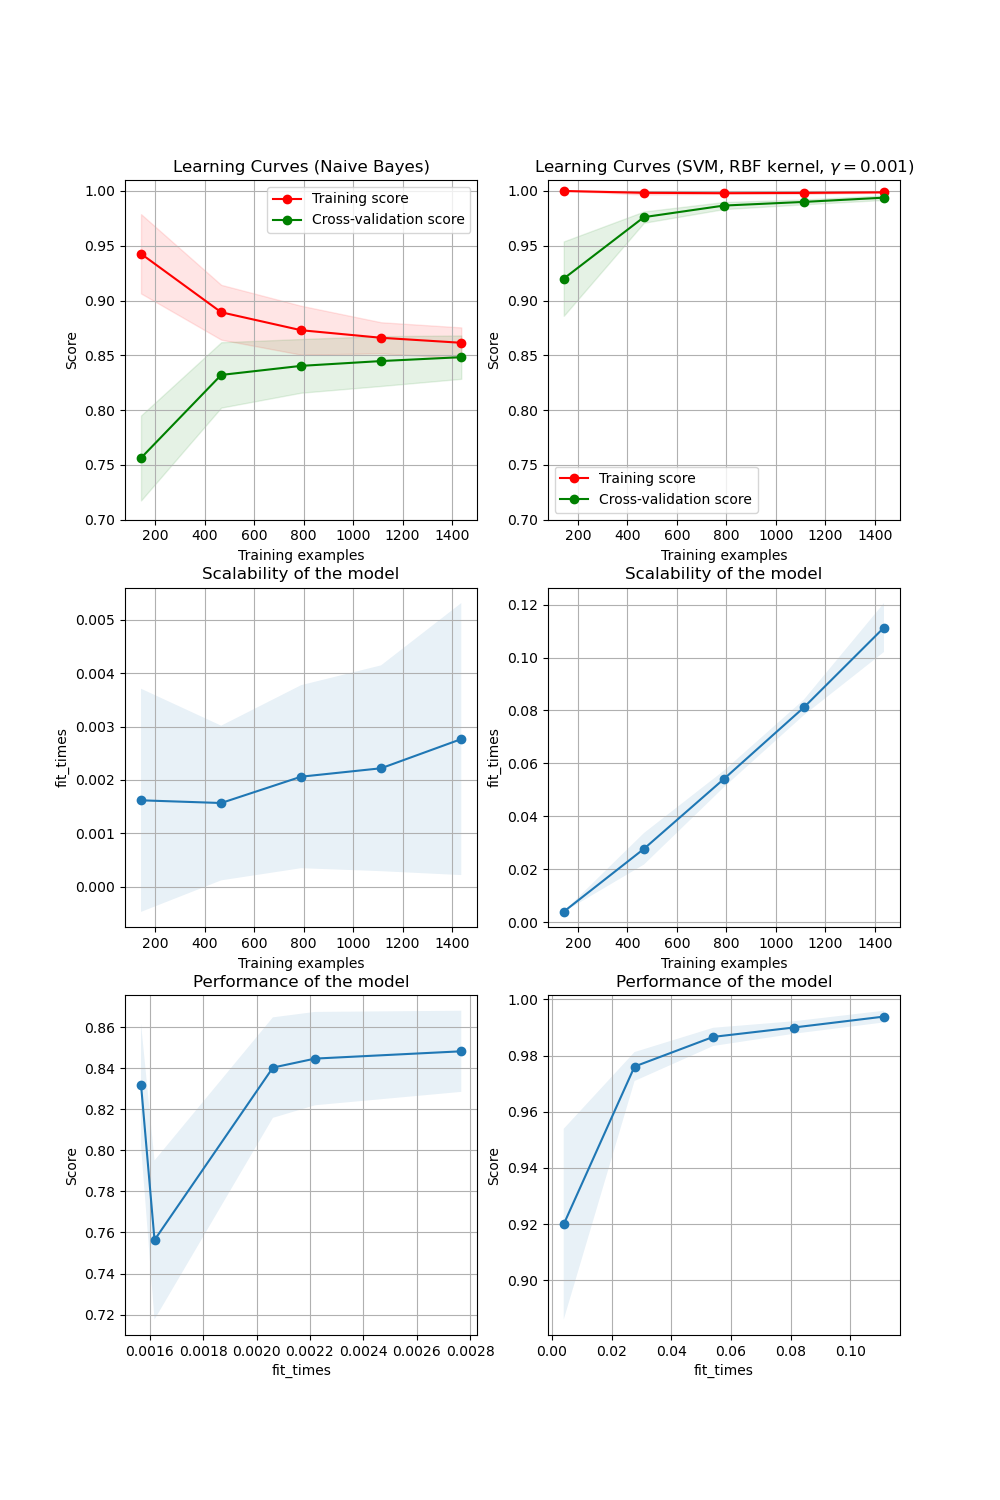 Learning Curves (Naive Bayes)
1.00
0.95
0.90
0.85
0.80
0.75
0.70
Score
Training score
Cross-validation score
200 400 600 800 1000 1200 1400
Training examples
Learning Curves (SVM, RBF kernel, γ = 0.001)
1.00
0.95
0.90
0.85
0.80
0.75
0.70
Score
Training score
Cross-validation score
200 400 600 800 1000 1200 1400
Training examples
Scalability of the model
0.005
0.004
0.003
0.002
0.001
0.000
fit_times
200 400 600 800 1000 1200 1400
Training examples
Scalability of the model
0.12
0.10
0.08
0.06
0.04
0.02
0.00
fit_times
200 400 600 800 1000 1200 1400
Training examples
Performance of the model
0.86
0.84
0.82
0.80
0.78
0.76
0.74
0.72
Score
0.0016 0.0018 0.0020 0.0022 0.0024 0.0026 0.0028
fit_times
Performance of the model
1.00
0.98
0.96
0.94
0.92
0.90
Score
0.00 0.02 0.04 0.06 0.08 0.10
fit_times